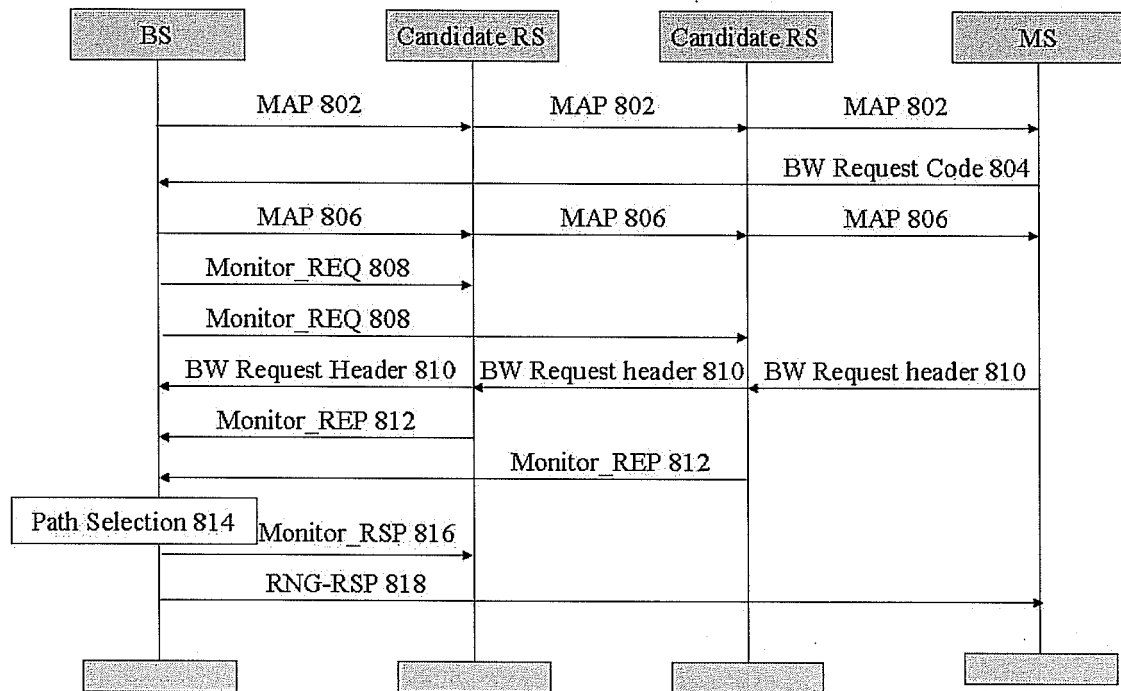 BS Candidate RS Candidate RS MS
MAP 802 MAP 802 MAP 802
BW Request Code 804
MAP 806 MAP 806 MAP 806
Monitor_REQ 808
Monitor_REQ 808
BW Request Header 810 BW Request header 810 BW Request header 810
Monitor_REP 812
Monitor_REP 812
Path Selection 814
Monitor_RSP 816
RNG-RSP 818